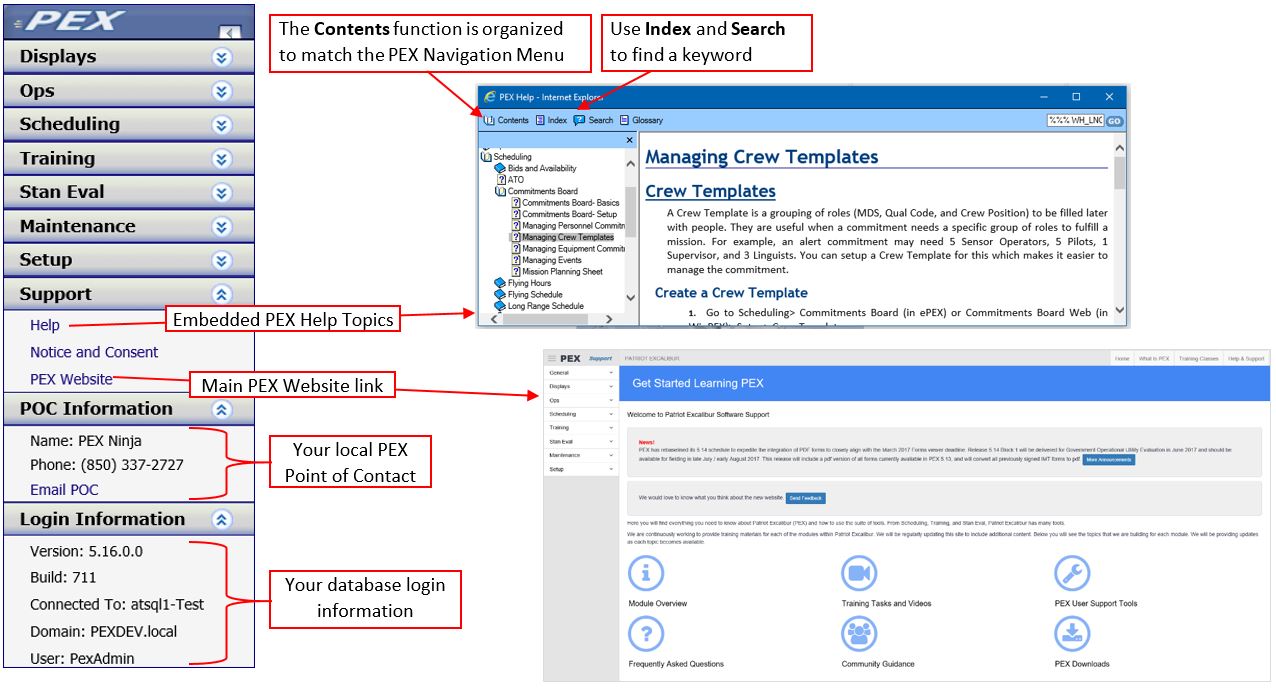 PEX
Displays
Ops
Scheduling
Training
Stan Eval
Maintenance
Setup
Support
Help
Notice and Consent
PEX Website
POC Information
Name: PEX Ninja
Phone: (850) 337-2727
Email POC
Login Information
Version: 5.16.0.0
Build: 711
Connected To: atsql1-Test
Domain: PEXDEV.local
User: PexAdmin
The Contents function is organized
to match the PEX Navigation Menu
Use Index and Search
to find a keyword
Embedded PEX Help Topics
Main PEX Website link
Your local PEX
Point of Contact
Your database login
information
PEX Help - Internet Explorer
Contents Index Search Glossary
%%% WH_LNG GO
Scheduling
Bids and Availability
ATO
Commitments Board
Commitments Board- Basics
Commitments Board- Setup
Managing Personnel Commitm
Managing Crew Templates
Managing Equipment Commitm
Managing Events
Mission Planning Sheet
Flying Hours
Flying Schedule
Long Range Schedule
Managing Crew Templates
Crew Templates
A Crew Template is a grouping of roles (MDS, Qual Code, and Crew Position) to be filled later
with people. They are useful when a commitment needs a specific group of roles to fulfill a
mission. For example, an alert commitment may need 5 Sensor Operators, 5 Pilots, 1
Supervisor, and 3 Linguists. You can setup a Crew Template for this which makes it easier to
manage the commitment.
Create a Crew Template
1. Go to Scheduling> Commitments Board (in ePEX) or Commitments Board Web (in
PEX Support PATRIOT EXCALIBUR Home What is PEX Training Classes Help & Support
General
Displays
Ops
Scheduling
Training
Stan Eval
Maintenance
Setup
Get Started Learning PEX
Welcome to Patriot Excalibur Software Support
News!
PEX has rebaselined its 5.14 schedule to expedite the integration of PDF forms to closely align with the March 2017 Forms viewer deadline. Release 5.14 Block 1 will be delivered for Government Operational Utility Evaluation in June 2017 and should be
available for fielding in late July / early August 2017. This release will include a pdf version of all forms currently available in PEX 5.13, and will convert all previously signed IMT forms to pdf. More Announcements
We would love to know what you think about the new website. Send Feedback
Here you will find everything you need to know about Patriot Excalibur (PEX) and how to use the suite of tools. From Scheduling, Training, and Stan Eval, Patriot Excalibur has many tools.
We are continuously working to provide training materials for each of the modules within Patriot Excalibur. We will be regularly updating this site to include additional content. Below you will see the topics that we are building for each module. We will be providing updates
as each topic becomes available.
Module Overview
Training Tasks and Videos
PEX User Support Tools
Frequently Asked Questions
Community Guidance
PEX Downloads